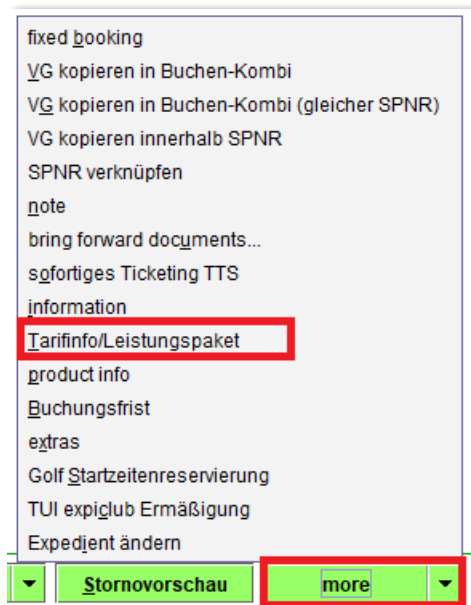 fixed booking
VG kopieren in Buchen-Kombi
VG kopieren in Buchen-Kombi (gleicher SPNR)
VG kopieren innerhalb SPNR
SPNR verknüpfen
note
bring forward documents...
sofortiges Ticketing TTS
information
Tarifinfo/Leistungspaket
product info
Buchungsfrist
extras
Golf Startzeitenreservierung
TUI expiclub Ermäßigung
Expedient ändern
Stornovorschau more